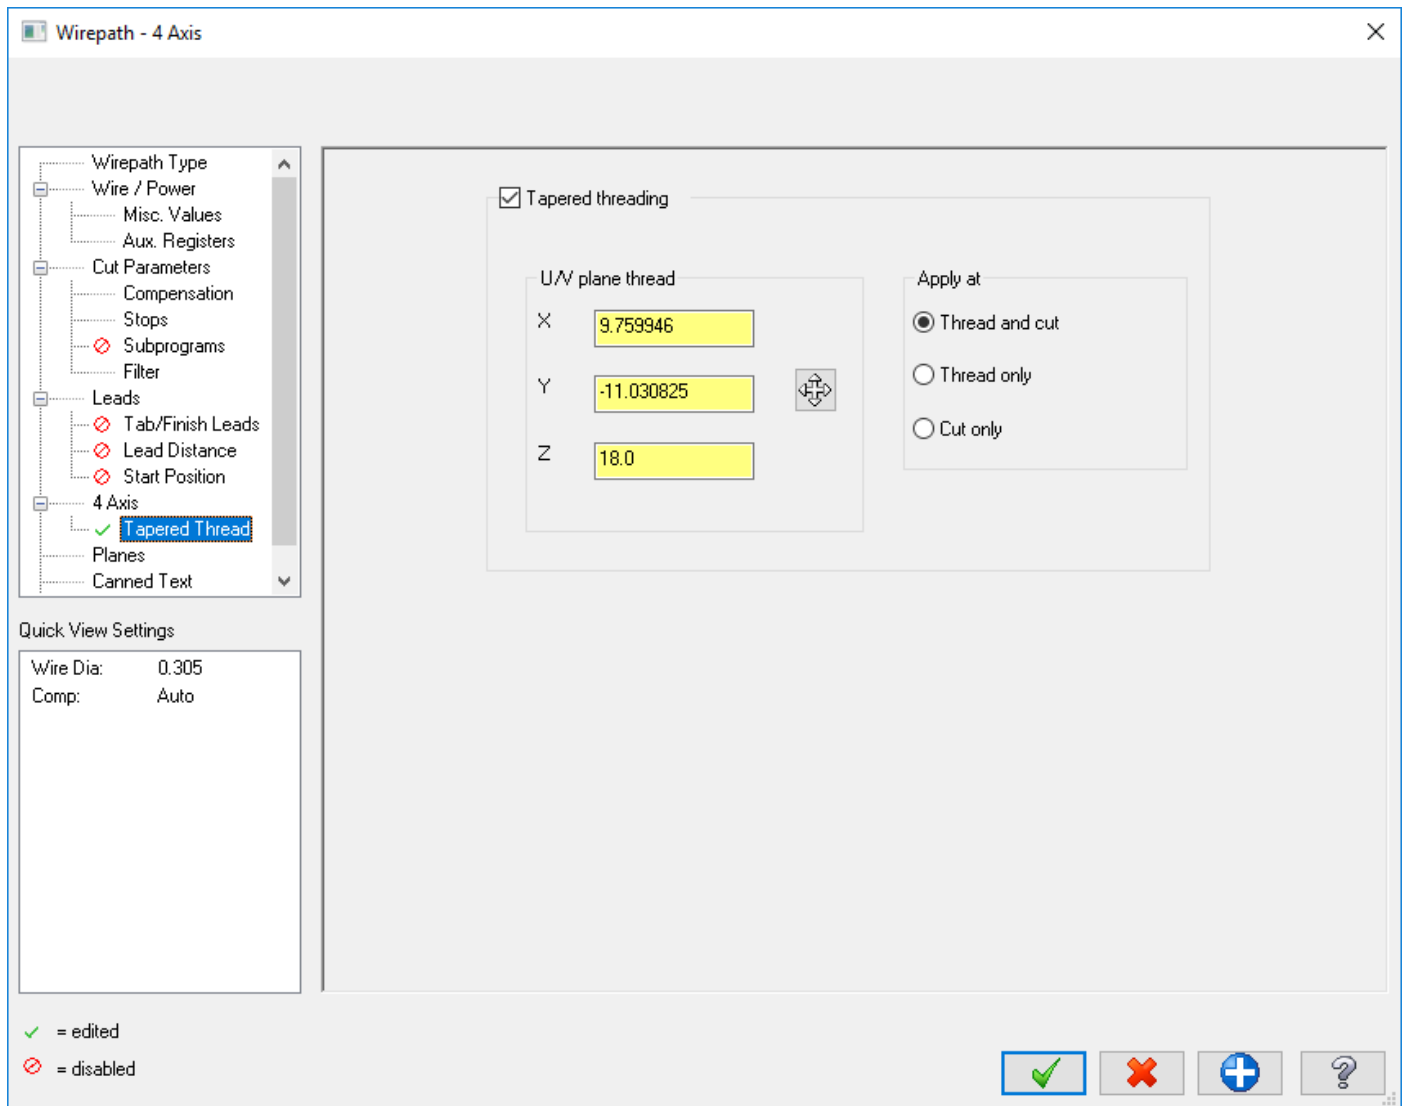 Wirepath - 4 Axis
Wirepath Type
Wire / Power
Misc. Values
Aux. Registers
Cut Parameters
Compensation
Stops
Subprograms
Filter
Leads
Tab/Finish Leads
Lead Distance
Start Position
4 Axis
Tapered Thread
Planes
Canned Text
Quick View Settings
Wire Dia: 0.305
Comp: Auto
= edited
= disabled
Tapered threading
U/V plane thread
X 9.759946
Y -11.030825
Z 18.0
Apply at
Thread and cut
Thread only
Cut only